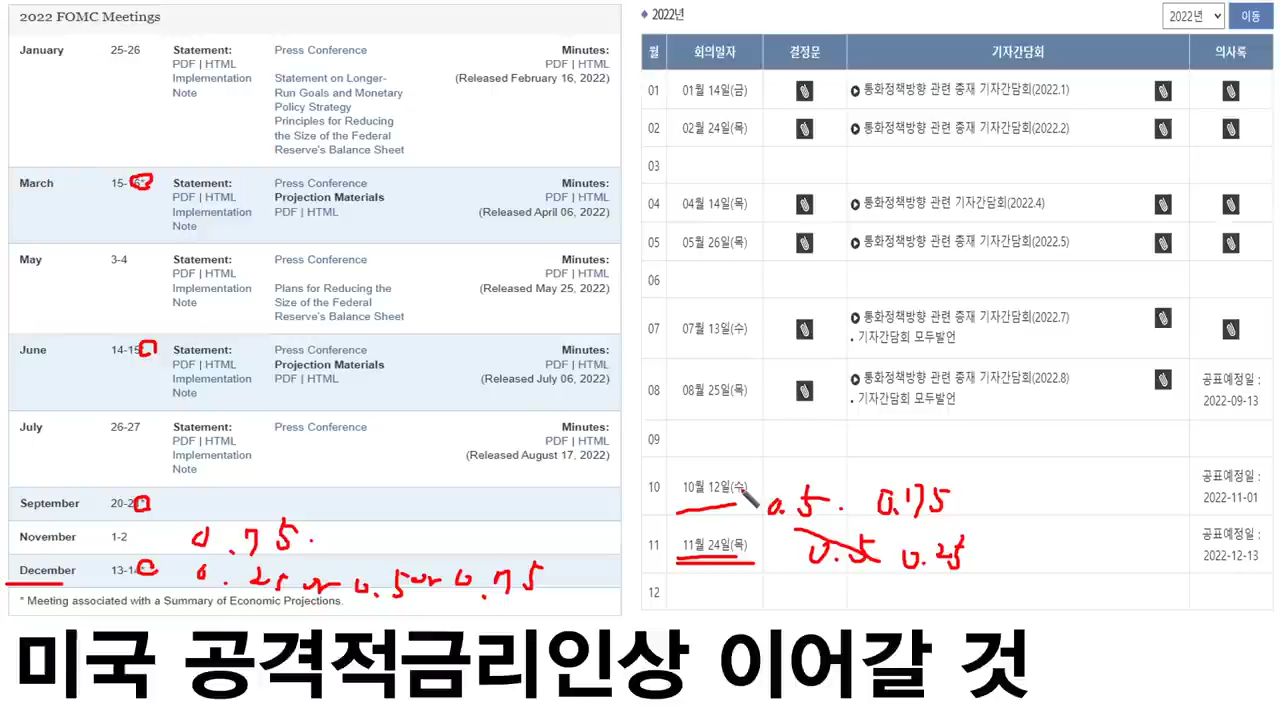 2022 FOMC Meetings
January 25-26 Statement: Press Conference Minutes:
PDF | HTML PDF | HTML
Implementation Statement on Longer- (Released February 16, 2022)
Note Run Goals and Monetary
Policy Strategy
Principles for Reducing
the Size of the Federal
Reserve's Balance Sheet
March 15- Statement: Press Conference Minutes:
PDF | HTML Projection Materials PDF | HTML
Implementation PDF | HTML (Released April 06, 2022)
Note
May 3-4 Statement: Press Conference Minutes:
PDF | HTML PDF | HTML
Implementation Plans for Reducing the (Released May 25, 2022)
Note Size of the Federal
Reserve's Balance Sheet
June 14-15 Statement: Press Conference Minutes:
PDF | HTML Projection Materials PDF | HTML
Implementation PDF | HTML (Released July 06, 2022)
Note
July 26-27 Statement: Press Conference Minutes:
PDF | HTML PDF | HTML
Implementation (Released August 17, 2022)
Note
September 20-21
November 1-2 0.75.
December 13-14 0.25 or 0.5 or 0.75
* Meeting associated with a Summary of Economic Projections.
♦ 2022년 2022년 이동
월 회의일자 결정문 기자간담회 의사록
01 01월 14일(금) 통화정책방향 관련 총재 기자간담회(2022.1)
02 02월 24일(목) 통화정책방향 관련 총재 기자간담회(2022.2)
03
04 04월 14일(목) 통화정책방향 관련 기자간담회(2022.4)
05 05월 26일(목) 통화정책방향 관련 총재 기자간담회(2022.5)
06
07 07월 13일(수) 통화정책방향 관련 총재 기자간담회(2022.7)
• 기자간담회 모두발언
08 08월 25일(목) 통화정책방향 관련 총재 기자간담회(2022.8) 공표예정일 :
• 기자간담회 모두발언 2022-09-13
09
10 10월 12일(수) 0.5. 0.75 공표예정일 :
2022-11-01
11 11월 24일(목) 0.5 0.25 공표예정일 :
2022-12-13
12
미국 공격적금리인상 이어갈 것